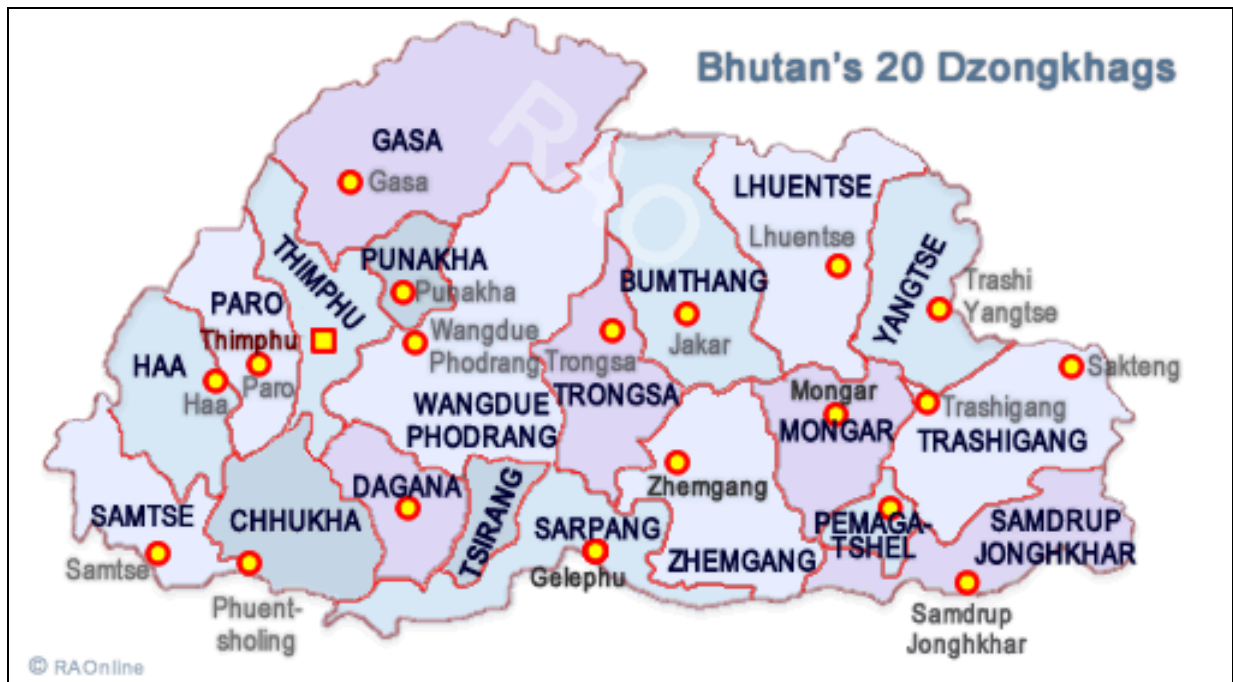 Bhutan's 20 Dzongkhags
RAO
GASA
Gasa
LHUENTSE
Lhuentse
PUNAKHA
Punakha
THIMPHU
Thimphu
PARO
Paro
HAA
Haa
BUMTHANG
Jakar
YANGTSE
Trashi
Yangtse
Wangdue
Phodrang
WANGDUE
PHODRANG
Trongsa
TRONGSA
Mongar
MONGAR
Sakteng
Trashigang
TRASHIGANG
Zhemgang
ZHEMGANG
DAGANA
TSIRANG
SARPANG
Gelephu
SAMTSE
Samtse
CHHUKHA
Phuent-
sholing
PEMAGA-
TSHEL
SAMDRUP
JONGHKHAR
Samdrup
Jonghkhar
© RAOnline